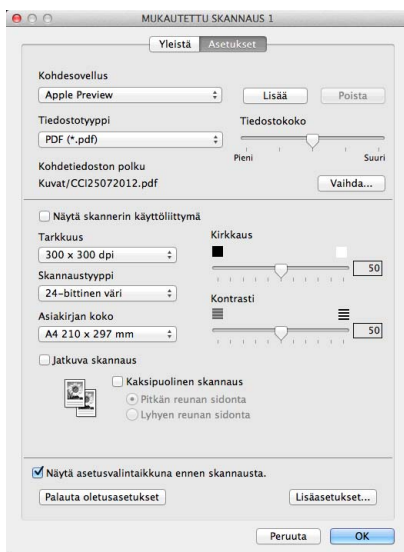 MUKAUTETTU SKANNAUS 1
Yleistä Asetukset
Kohdesovellus
Apple Preview Lisää Poista
Tiedostotyyppi Tiedostokoko
PDF (*.pdf)
Pieni Suuri
Kohdetiedoston polku
Kuvat/CCI25072012.pdf Vaihda...
Näytä skannerin käyttöliittymä
Tarkkuus Kirkkaus
300 x 300 dpi
50
Skannaustyyppi
24-bittinen väri
Kontrasti
Asiakirjan koko
A4 210 x 297 mm 50
Jatkuva skannaus
Kaksipuolinen skannaus
Pitkän reunan sidonta
Lyhyen reunan sidonta
Näytä asetusvalintaikkuna ennen skannausta.
Palauta oletusasetukset Lisäasetukset...
Peruuta OK